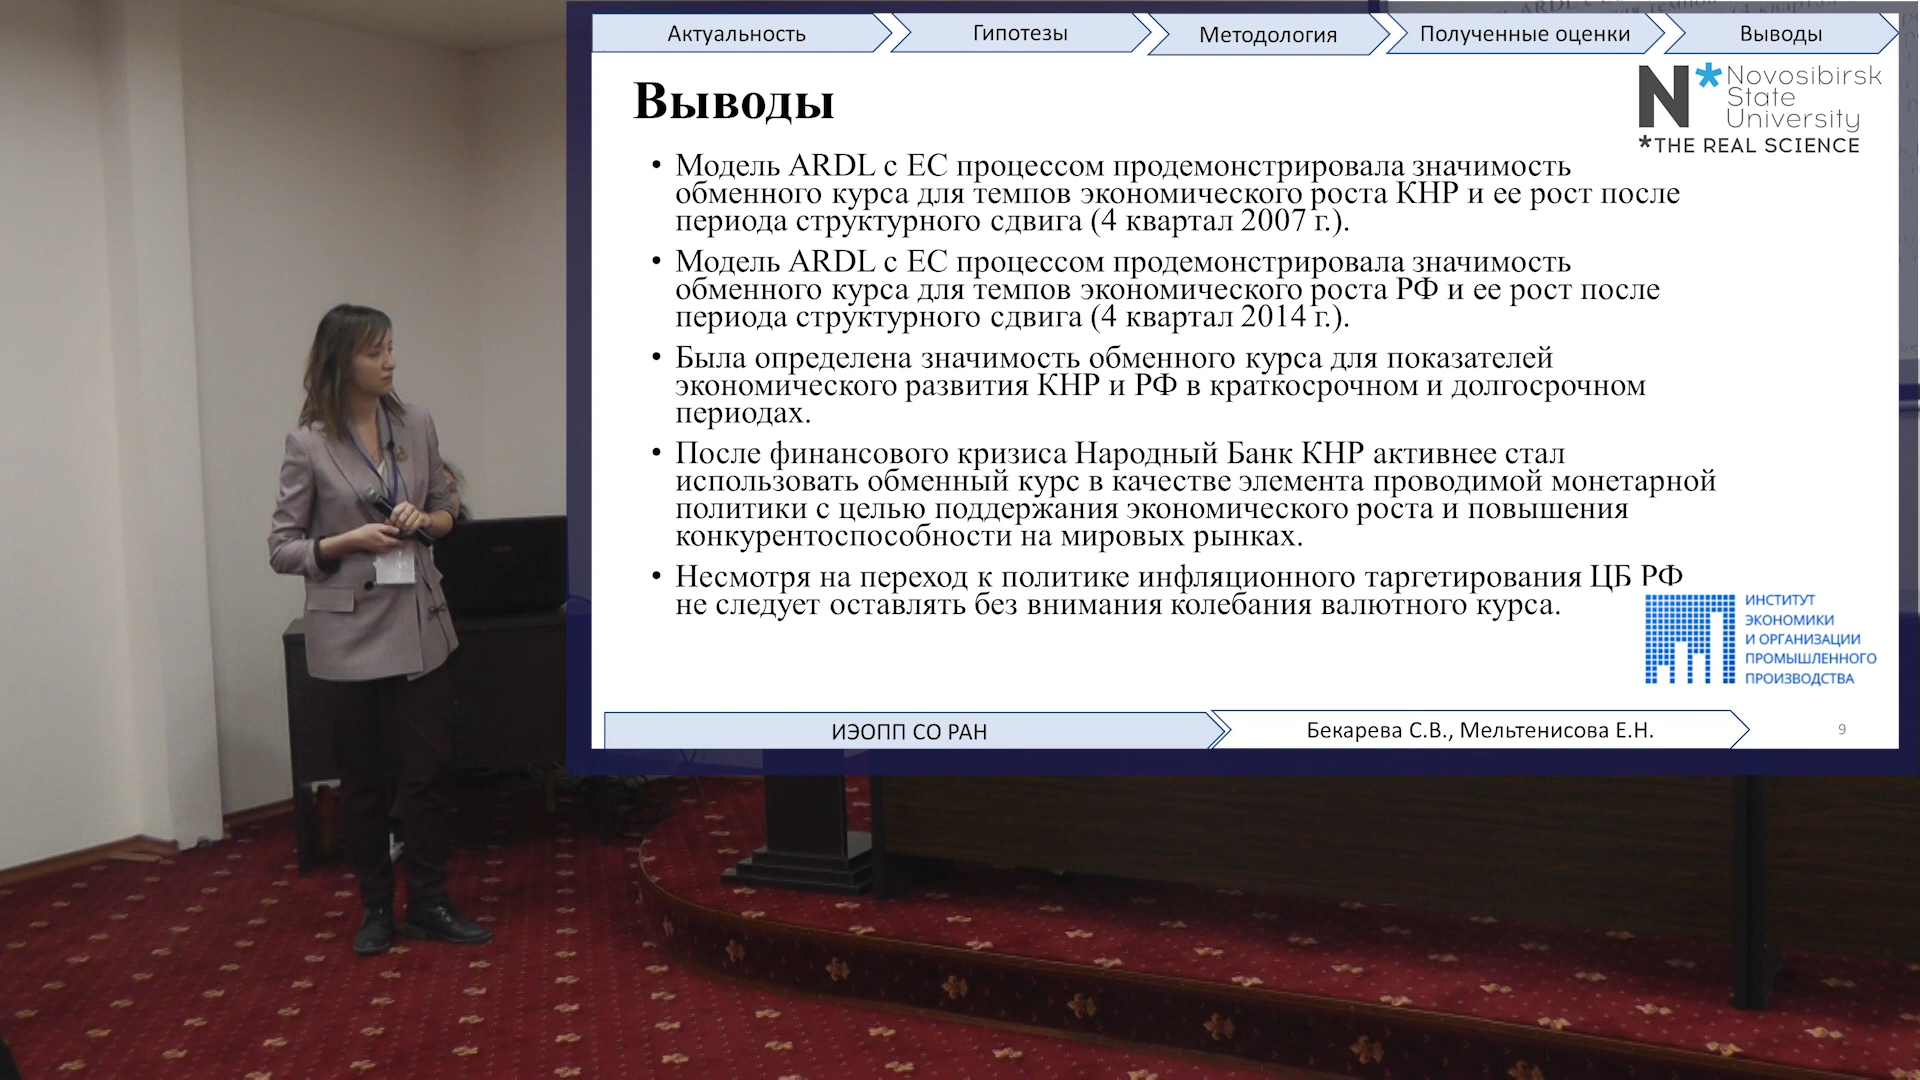 Актуальность
Гипотезы
Методология
Полученные оценки
Выводы
Novosibirsk
State
University
*THE REAL SCIENCE
Выводы
• Модель ARDL с ЕС процессом продемонстрировала значимость
обменного курса для темпов экономического роста КНР и ее рост после
периода структурного сдвига (4 квартал 2007 г.).
• Модель ARDL с ЕС процессом продемонстрировала значимость
обменного курса для темпов экономического роста РФ и ее рост после
периода структурного сдвига (4 квартал 2014 г.).
• Была определена значимость обменного курса для показателей
экономического развития КНР и РФ в краткосрочном и долгосрочном
периодах.
• После финансового кризиса Народный Банк КНР активнее стал
использовать обменный курс в качестве элемента проводимой монетарной
политики с целью поддержания экономического роста и повышения
конкурентоспособности на мировых рынках.
• Несмотря на переход к политике инфляционного таргетирования ЦБ РФ
не следует оставлять без внимания колебания валютного курса.
ИНСТИТУТ
ЭКОНОМИКИ
И ОРГАНИЗАЦИИ
ПРОМЫШЛЕННОГО
ПРОИЗВОДСТВА
ИЭОПП СО РАН
Бекарева С.В., Мельтенисова Е.Н.
9